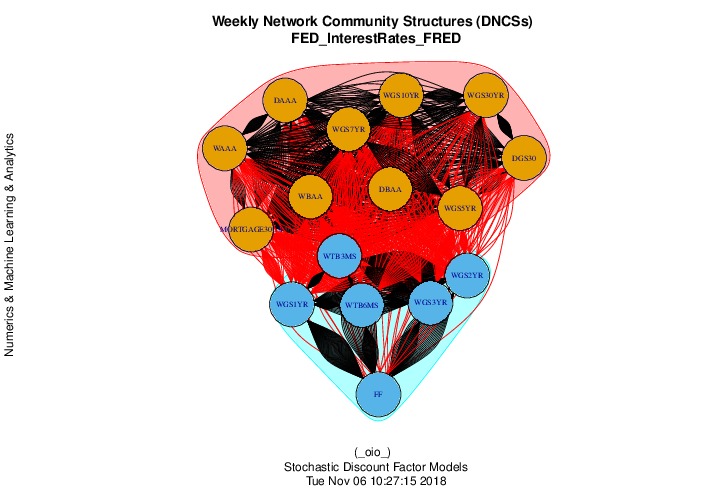 Weekly Network Community Structures (DNCSs)
FED_InterestRates_FRED
Numerics & Machine Learning & Analytics
DAAA
WGS10YR
WGS30YR
WGS7YR
WAAA
DGS30
WBAA
DBAA
WGS5YR
MORTGAGE30
WTB3MS
WGS2YR
WGS1YR
WTB6MS
WGS3YR
FF
(_oio_)
Stochastic Discount Factor Models
Tue Nov 06 10:27:15 2018